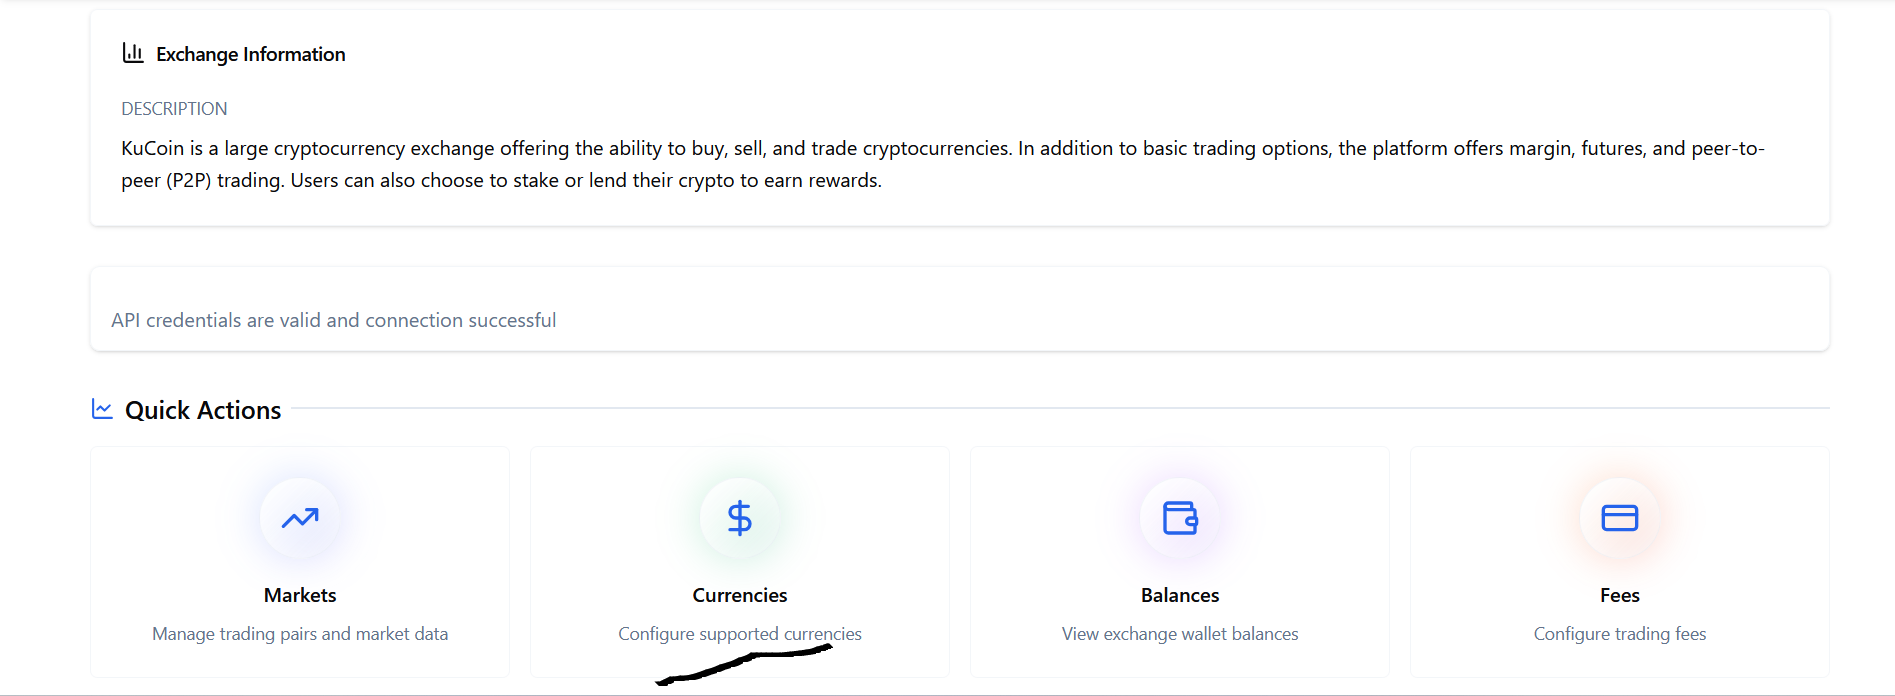 Exchange Information
DESCRIPTION
KuCoin is a large cryptocurrency exchange offering the ability to buy, sell, and trade cryptocurrencies. In addition to basic trading options, the platform offers margin, futures, and peer-to-
peer (P2P) trading. Users can also choose to stake or lend their crypto to earn rewards.
API credentials are valid and connection successful
Quick Actions
Markets
Manage trading pairs and market data
Currencies
Configure supported currencies
Balances
View exchange wallet balances
Fees
Configure trading fees